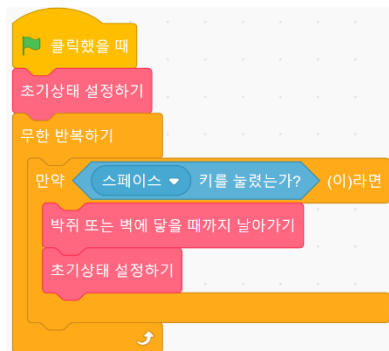 클릭했을 때
초기상태 설정하기
무한 반복하기
만약 스페이스 키를 눌렀는가? (이)라면
박쥐 또는 벽에 닿을 때까지 날아가기
초기상태 설정하기